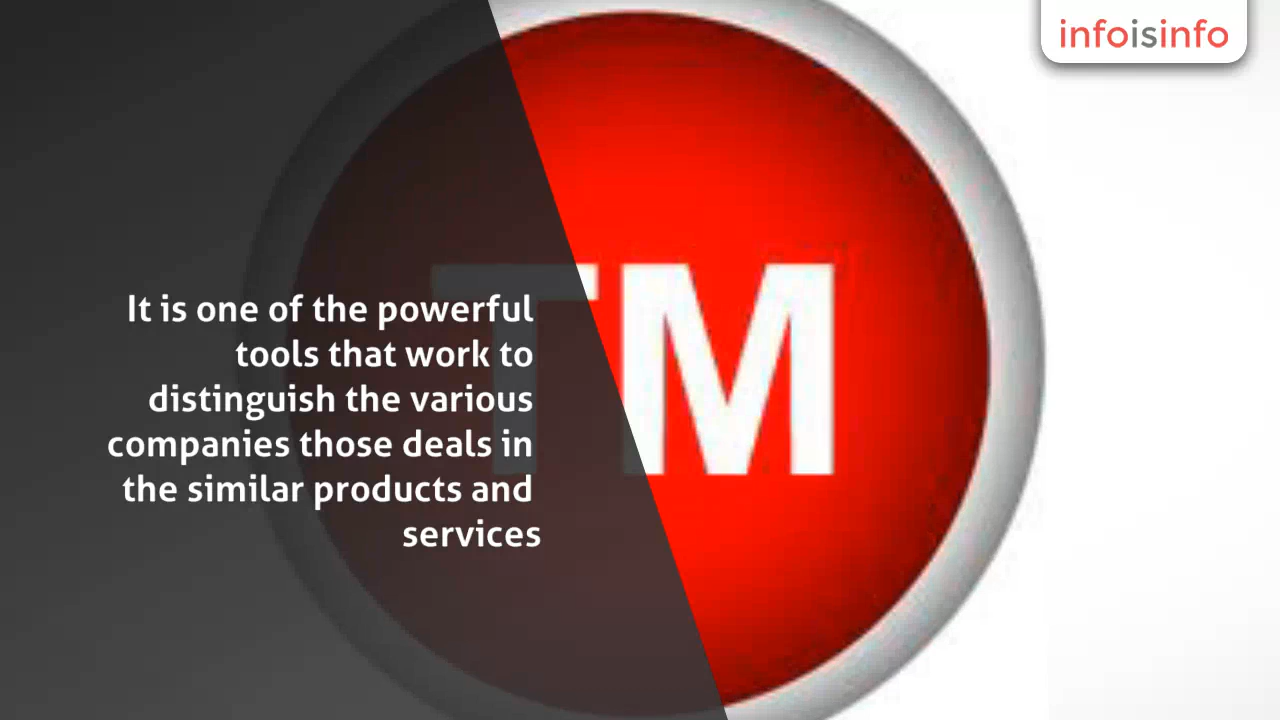 infoisinfo
TM
It is one of the powerful
tools that work to
distinguish the various
companies those deals in
the similar products and
services